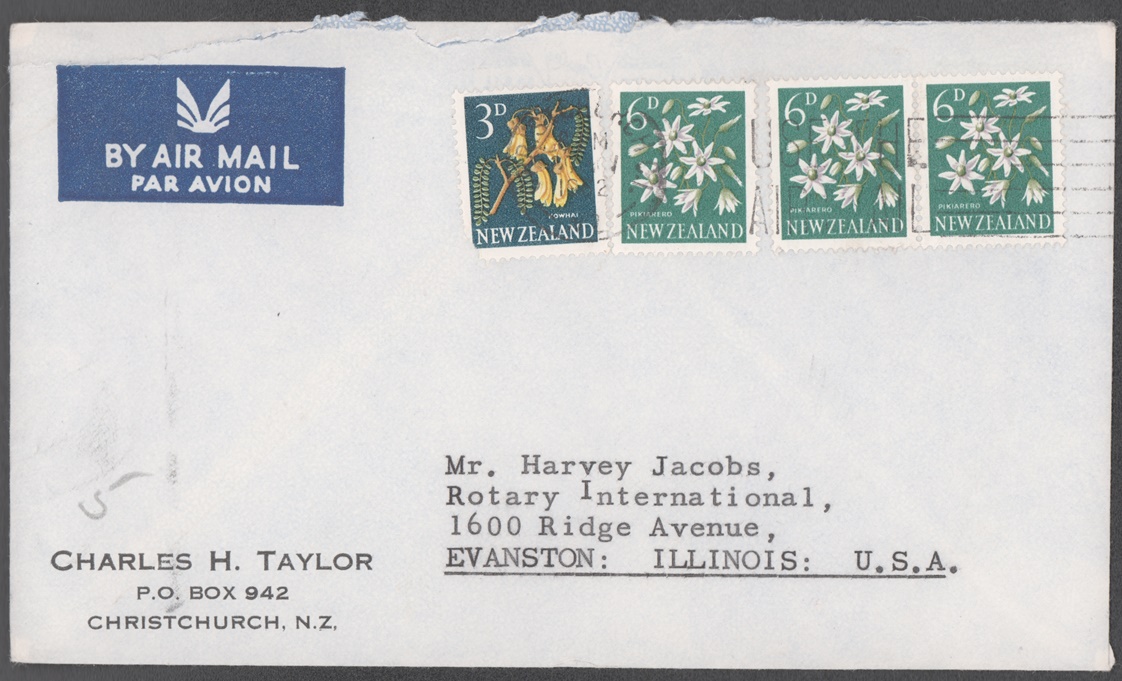 BY AIR MAIL
PAR AVION
3D
KOWHAI
NEW ZEALAND
6D
PIKIARERO
NEW ZEALAND
6D
PIKIARERO
NEW ZEALAND
6D
PIKIARERO
NEW ZEALAND
Mr. Harvey Jacobs,
Rotary International,
1600 Ridge Avenue,
EVANSTON: ILLINOIS: U.S.A.
CHARLES H. TAYLOR
P.O. BOX 942
CHRISTCHURCH, N.Z.